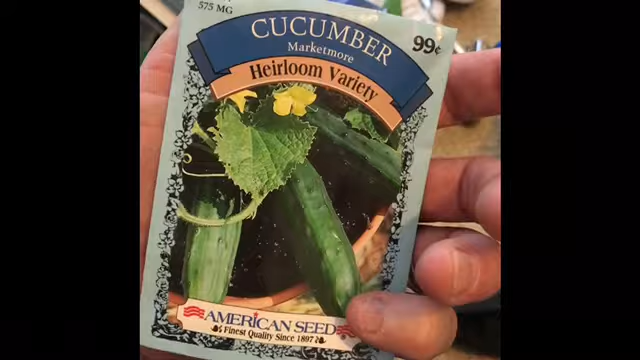 575 MG
CUCUMBER
99¢
Marketmore
Heirloom Variety
AMERICAN SEED
Finest Quality Since 1897